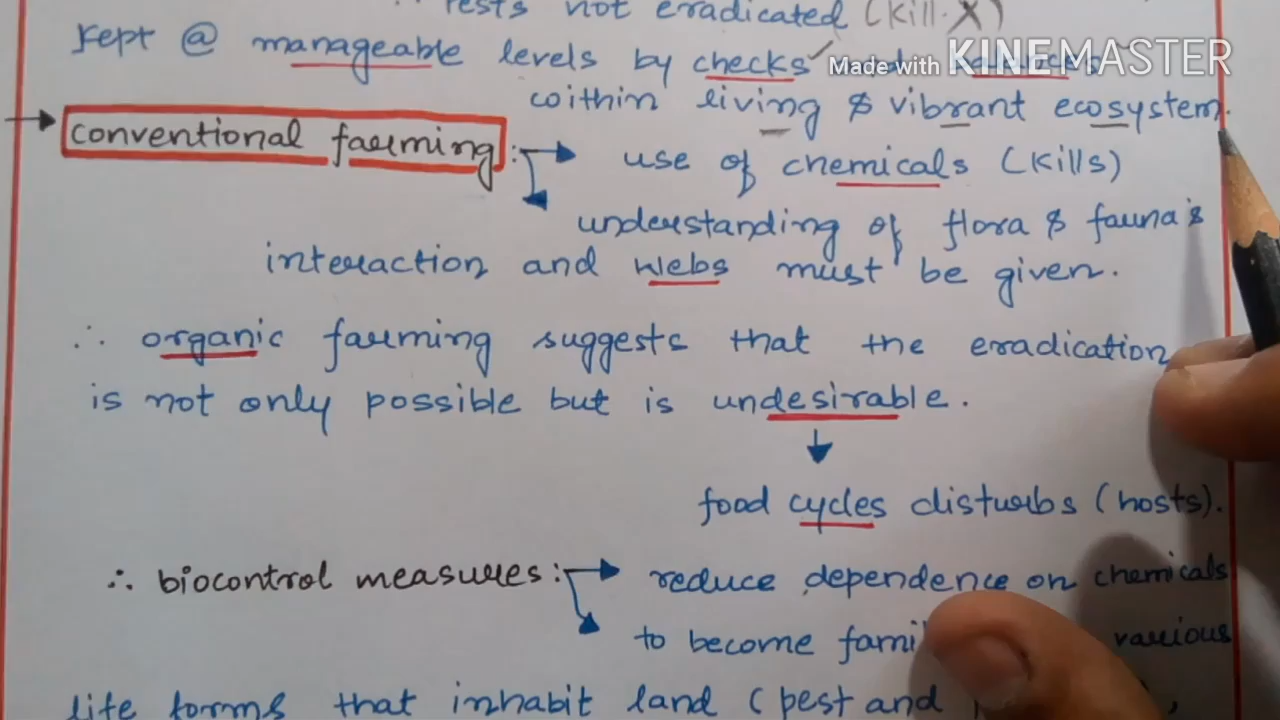 ∴ Pests not eradicated (kill X)
kept @ manageable levels by checks ✓
Made with KINEMASTER
within living & vibrant ecosystem.
→ conventional farming : → use of chemicals (kills)
understanding of flora & fauna's
interaction and webs must be given.
∴ organic farming suggests that the eradication
is not only possible but is undesirable.
↓
food cycles disturbs (hosts).
∴ biocontrol measures : → reduce dependence on chemicals
to become various
life forms that inhabit land (pest and